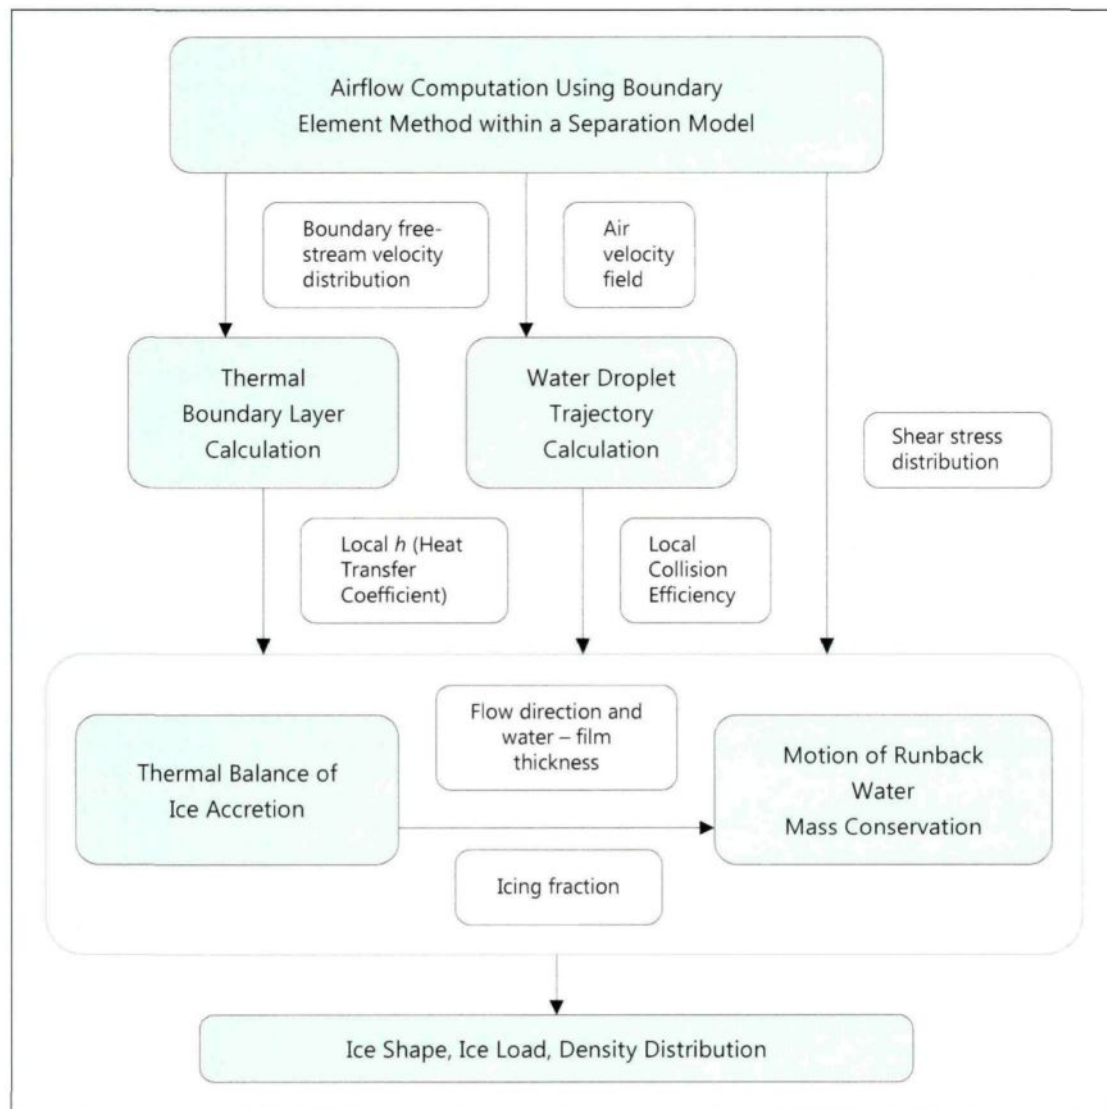 Airflow Computation Using Boundary
Element Method within a Separation Model
Boundary free-
stream velocity
distribution
Air
velocity
field
Thermal
Boundary Layer
Calculation
Water Droplet
Trajectory
Calculation
Shear stress
distribution
Local h (Heat
Transfer
Coefficient)
Local
Collision
Efficiency
Flow direction and
water – film
thickness
Thermal Balance of
Ice Accretion
Motion of Runback
Water
Mass Conservation
Icing fraction
Ice Shape, Ice Load, Density Distribution